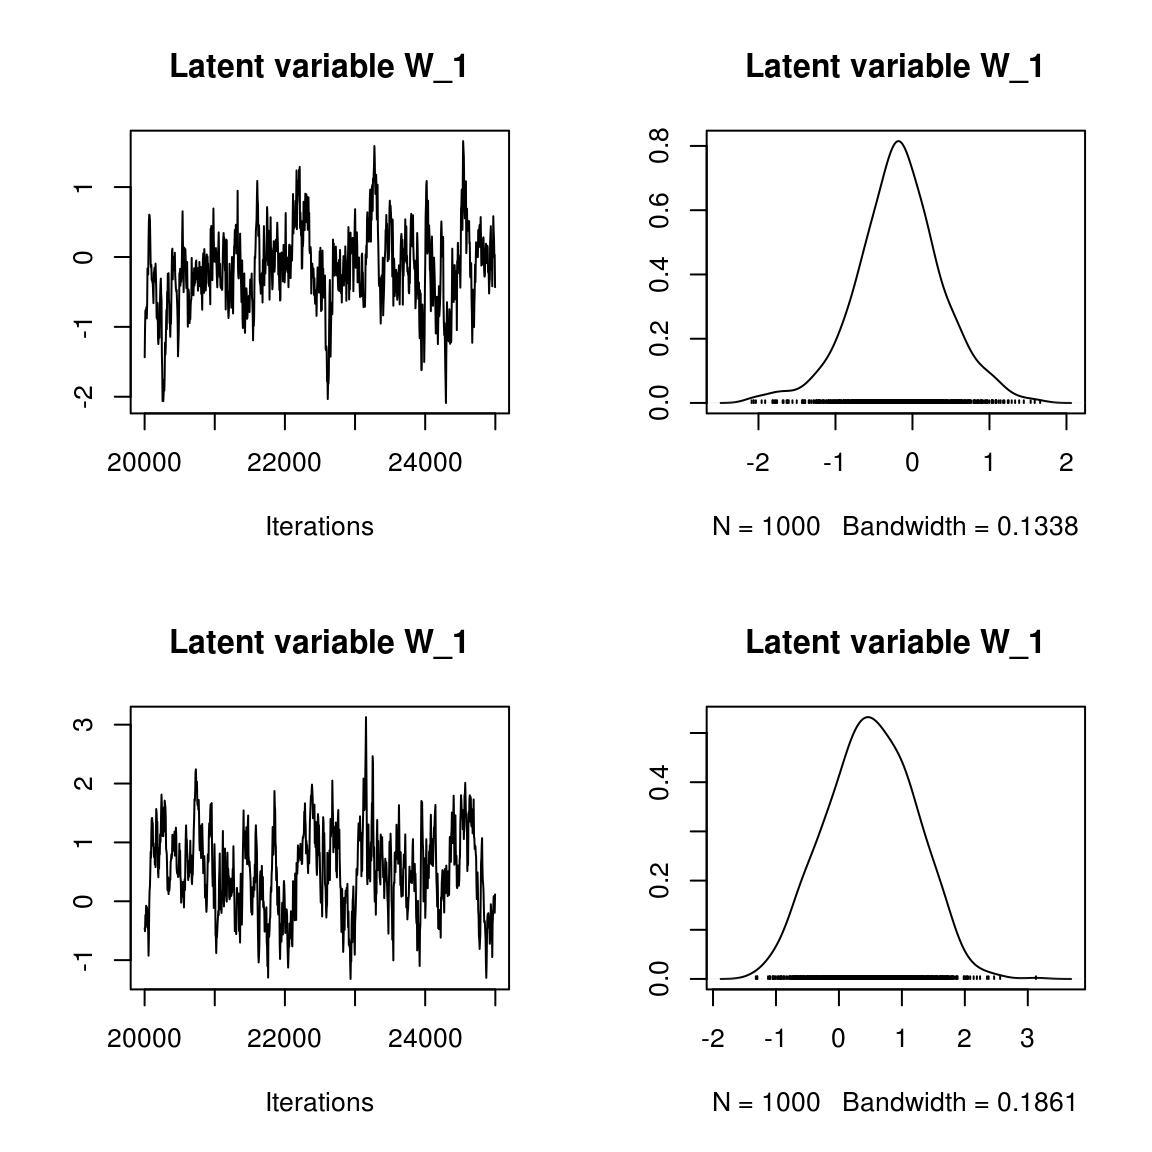 Latent variable W_1
1
0
-1
-2
20000 22000 24000
Iterations
Latent variable W_1
0.8
0.6
0.4
0.2
0.0
-2 -1 0 1 2
N = 1000 Bandwidth = 0.1338
Latent variable W_1
3
2
1
0
-1
20000 22000 24000
Iterations
Latent variable W_1
0.4
0.2
0.0
-2 -1 0 1 2 3
N = 1000 Bandwidth = 0.1861